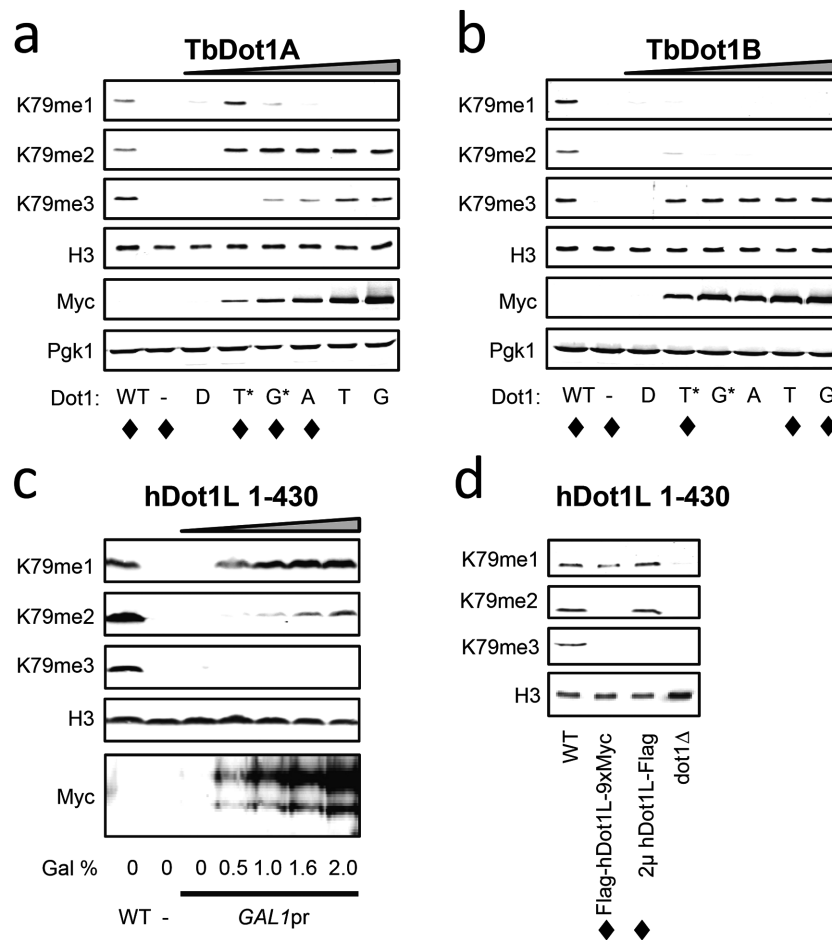 a
TbDot1A
K79me1
K79me2
K79me3
H3
Myc
Pgk1
Dot1: WT - D T* G* A T G
b
TbDot1B
K79me1
K79me2
K79me3
H3
Myc
Pgk1
Dot1: WT - D T* G* A T G
c
hDot1L 1-430
K79me1
K79me2
K79me3
H3
Myc
Gal % 0 0 0 0.5 1.0 1.6 2.0
WT - GAL1pr
d
hDot1L 1-430
K79me1
K79me2
K79me3
H3
WT
Flag-hDot1L-9xMyc
2µ hDot1L-Flag
dot1Δ